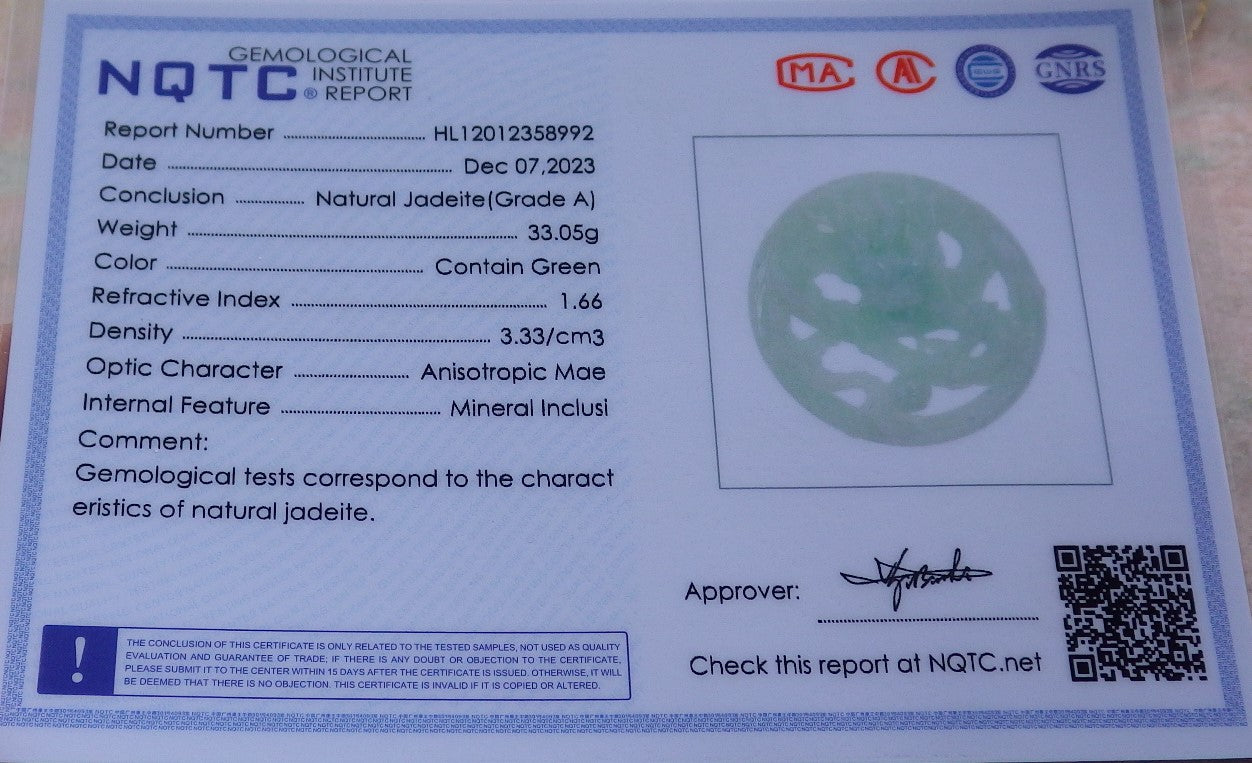 GEMOLOGICAL
NQTC INSTITUTE
® REPORT
MA
GNRS
Report Number ........ HL12012358992
Date ........ Dec 07,2023
Conclusion ........ Natural Jadeite(Grade A)
Weight ........ 33.05g
Color ........ Contain Green
Refractive Index ........ 1.66
Density ........ 3.33/cm3
Optic Character ........ Anisotropic Mae
Internal Feature ........ Mineral Inclusi
Comment:
Gemological tests correspond to the charact
eristics of natural jadeite.
Approver:
Check this report at NQTC.net
! THE CONCLUSION OF THIS CERTIFICATE IS ONLY RELATED TO THE TESTED SAMPLES, NOT USED AS QUALITY
EVALUATION AND GUARANTEE OF TRADE; IF THERE IS ANY DOUBT OR OBJECTION TO THE CERTIFICATE,
PLEASE SUBMIT IT TO THE CENTER WITHIN 15 DAYS AFTER THE CERTIFICATE IS ISSUED. OTHERWISE, IT WILL
BE DEEMED THAT THERE IS NO OBJECTION. THIS CERTIFICATE IS INVALID IF IT IS COPIED OR ALTERED.